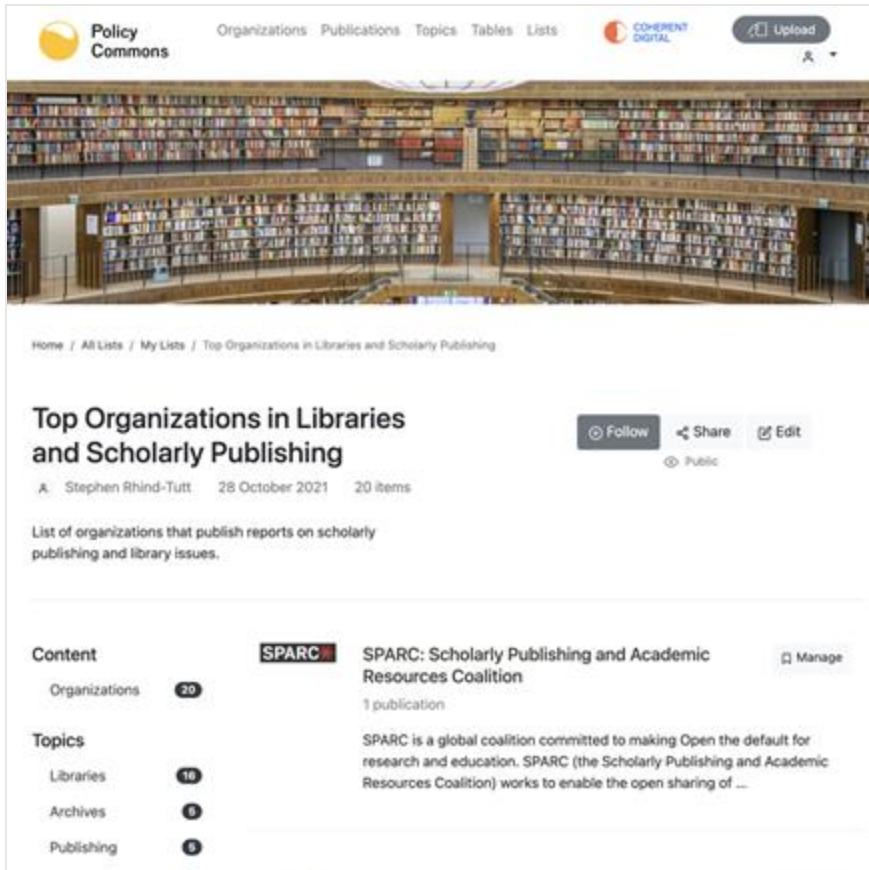 Policy
Commons
Organizations Publications Topics Tables Lists
COHERENT
DIGITAL
Upload
Home / All Lists / My Lists / Top Organizations in Libraries and Scholarly Publishing
Top Organizations in Libraries
and Scholarly Publishing
Follow Share Edit
Public
Stephen Rhind-Tutt 28 October 2021 20 items
List of organizations that publish reports on scholarly
publishing and library issues.
Content
Organizations 20
Topics
Libraries 16
Archives 5
Publishing 5
SPARC
SPARC: Scholarly Publishing and Academic
Resources Coalition
Manage
1 publication
SPARC is a global coalition committed to making Open the default for
research and education. SPARC (the Scholarly Publishing and Academic
Resources Coalition) works to enable the open sharing of ...